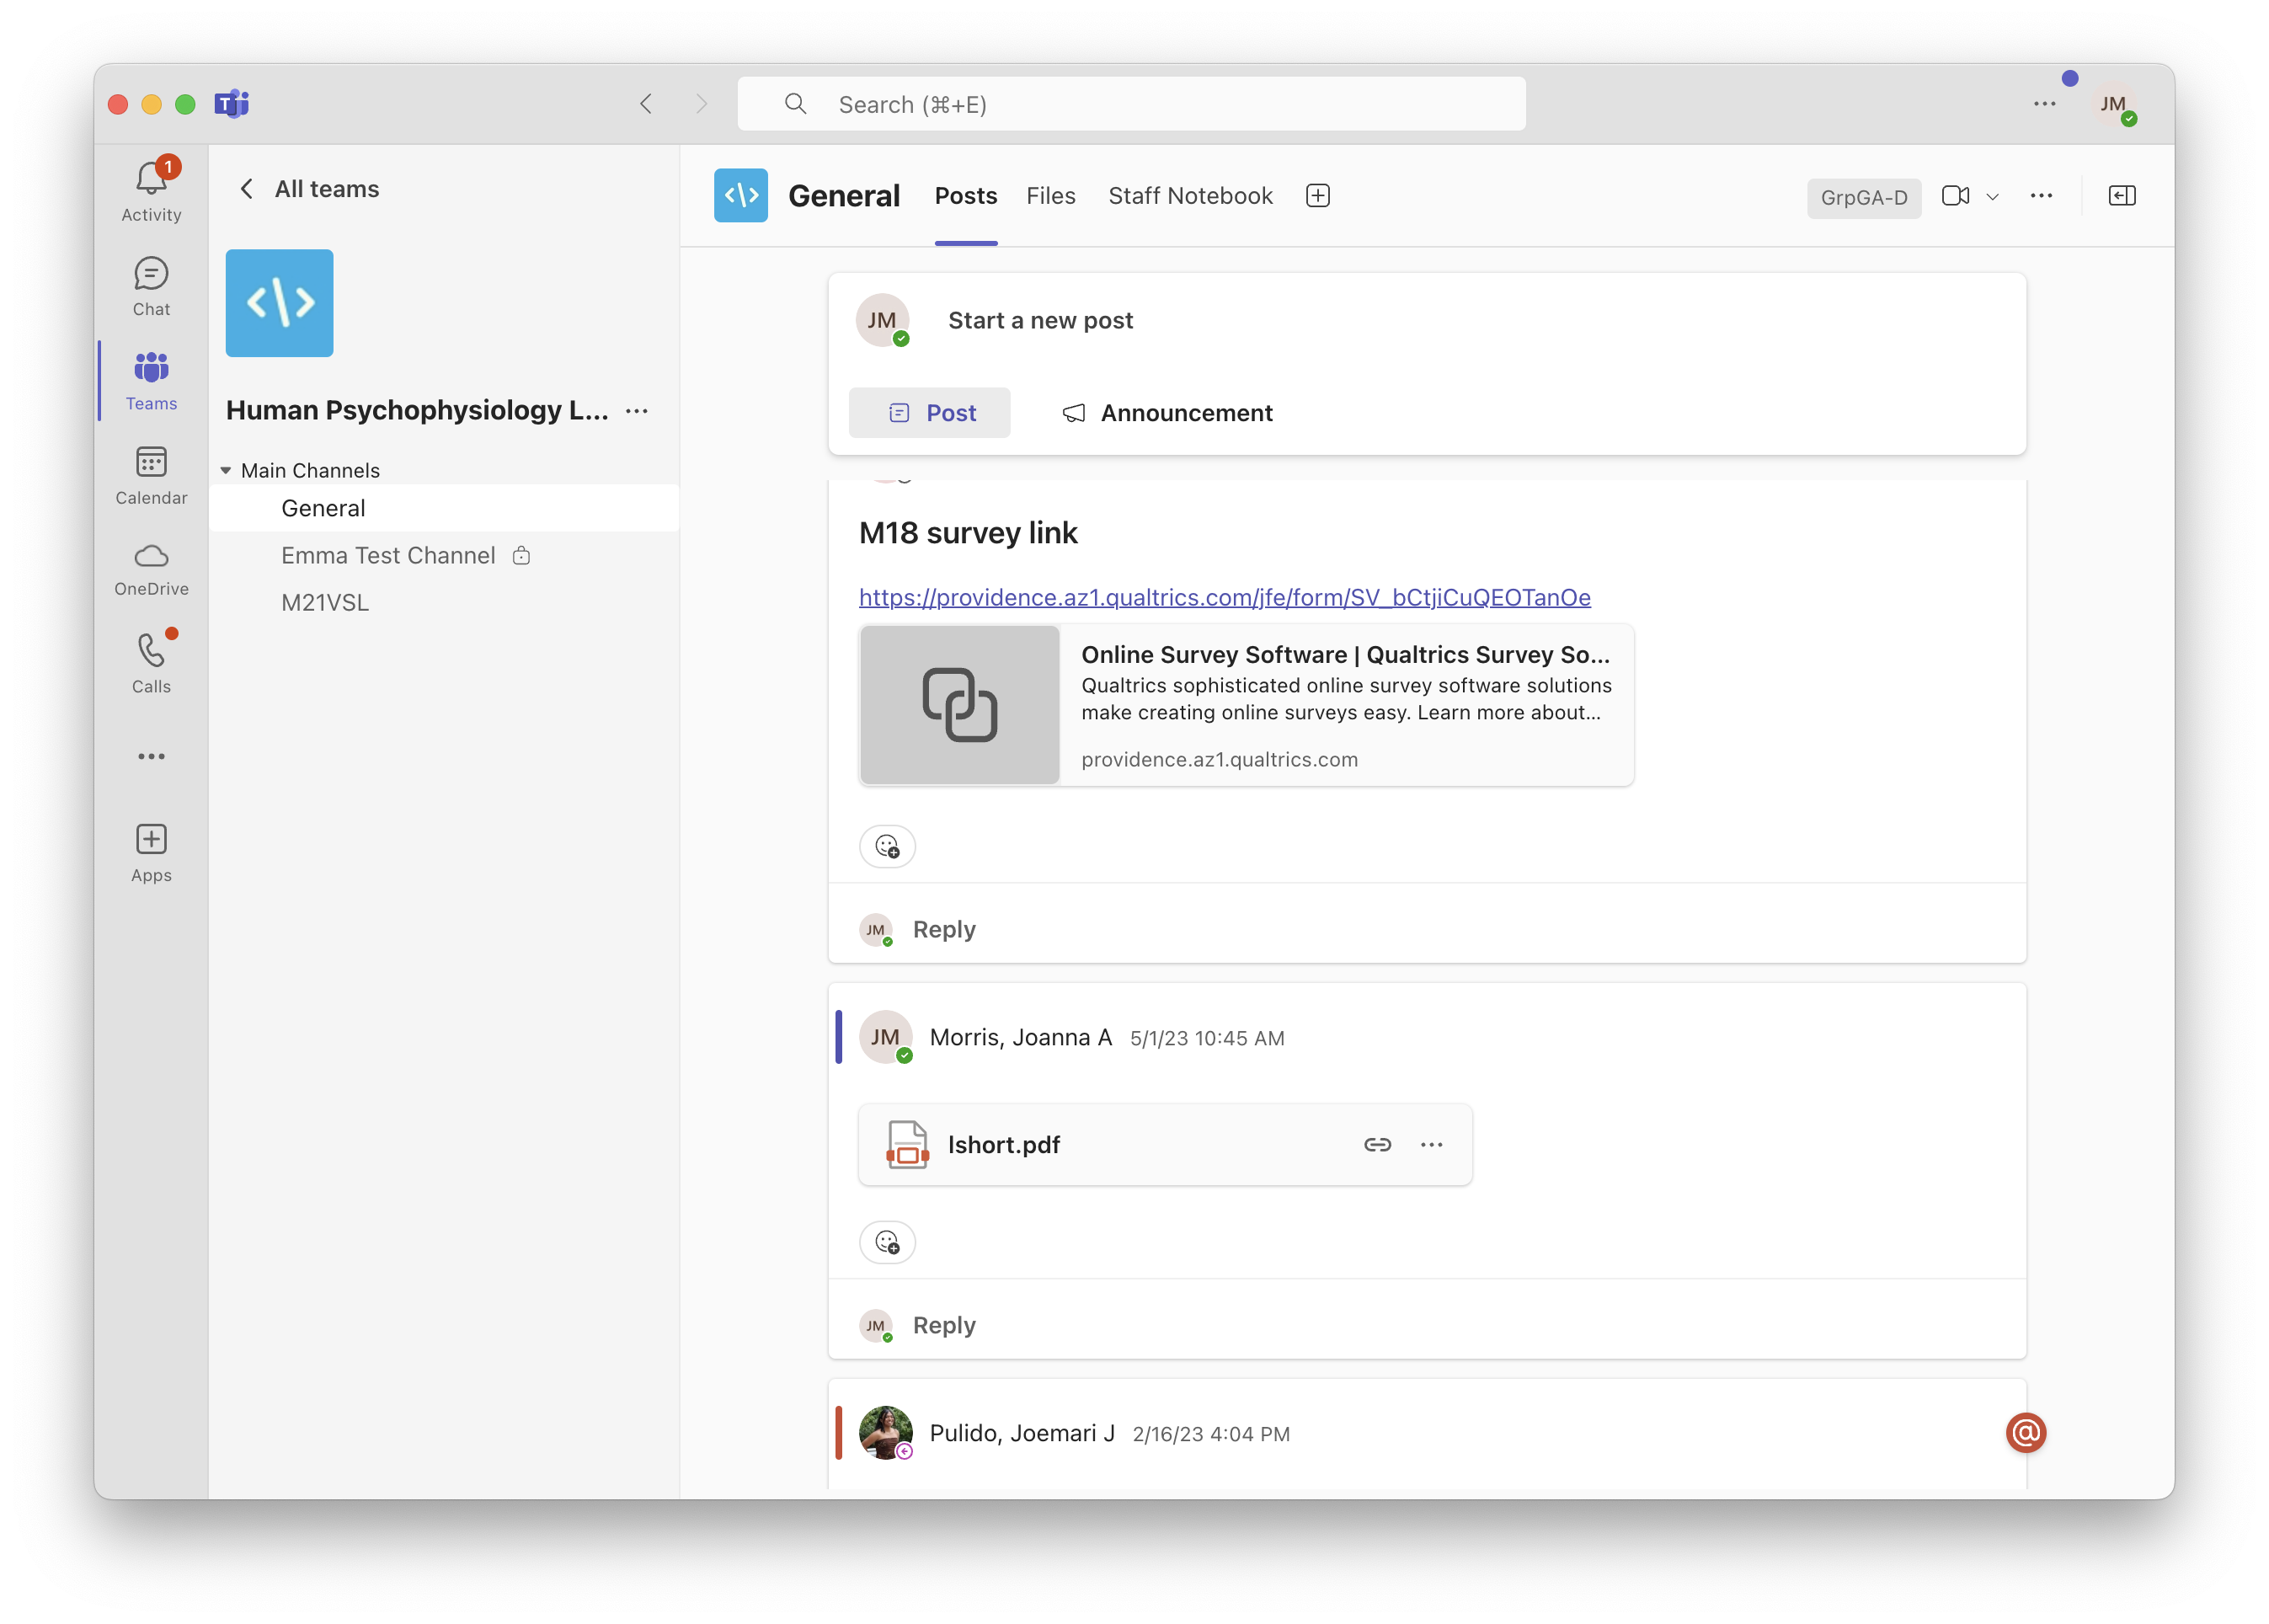 T
Search (⌘+E)
JM
1
Activity
Chat
Teams
Calendar
OneDrive
Calls
Apps
All teams
</>
Human Psychophysiology L...
Main Channels
General
Emma Test Channel
M21VSL
</>
General
Posts
Files
Staff Notebook
GrpGA-D
JM
Start a new post
Post
Announcement
M18 survey link
https://providence.az1.qualtrics.com/jfe/form/SV_bCtjiCuQEOTanOe
Online Survey Software | Qualtrics Survey So...
Qualtrics sophisticated online survey software solutions
make creating online surveys easy. Learn more about...
providence.az1.qualtrics.com
JM
Reply
JM
Morris, Joanna A 5/1/23 10:45 AM
lshort.pdf
JM
Reply
Pulido, Joemari J 2/16/23 4:04 PM
@